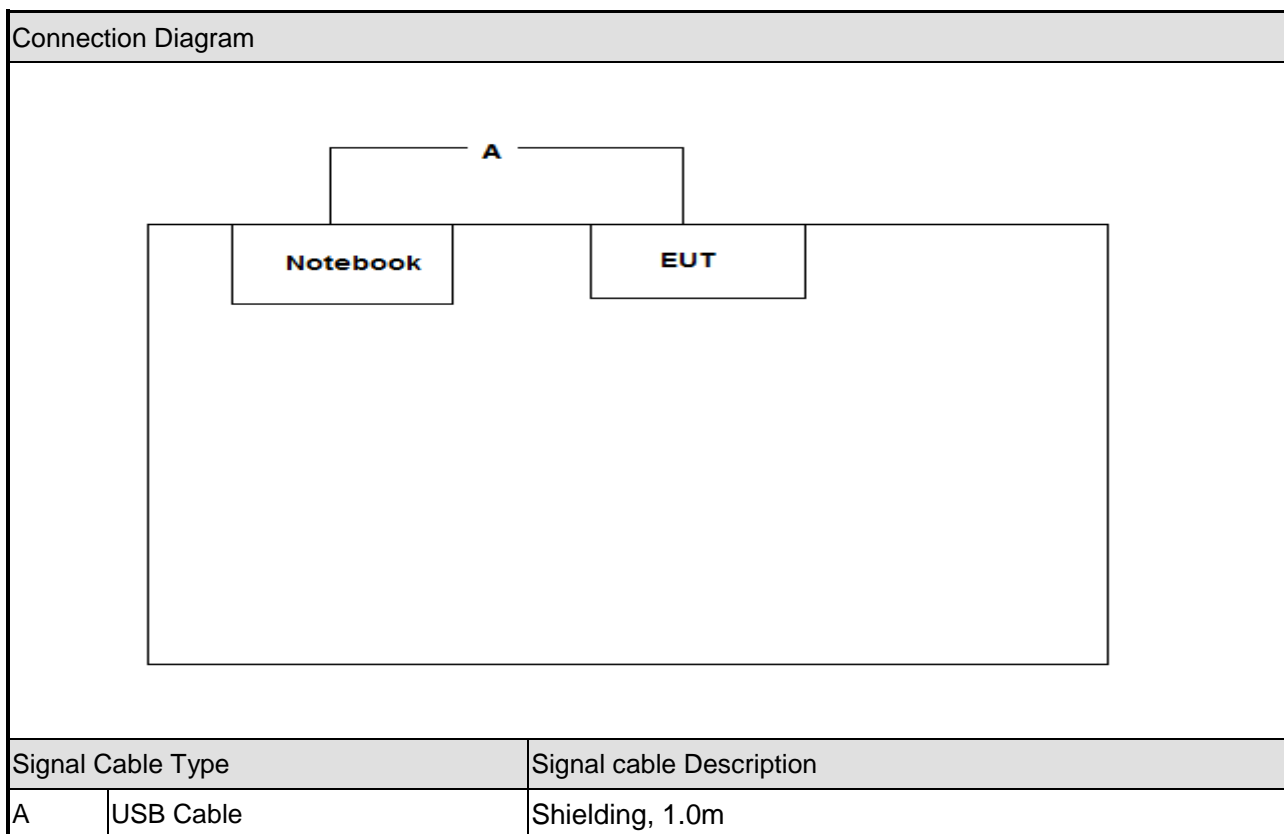 Connection Diagram
A
Notebook EUT
Signal Cable Type Signal cable Description
A USB Cable Shielding, 1.0m